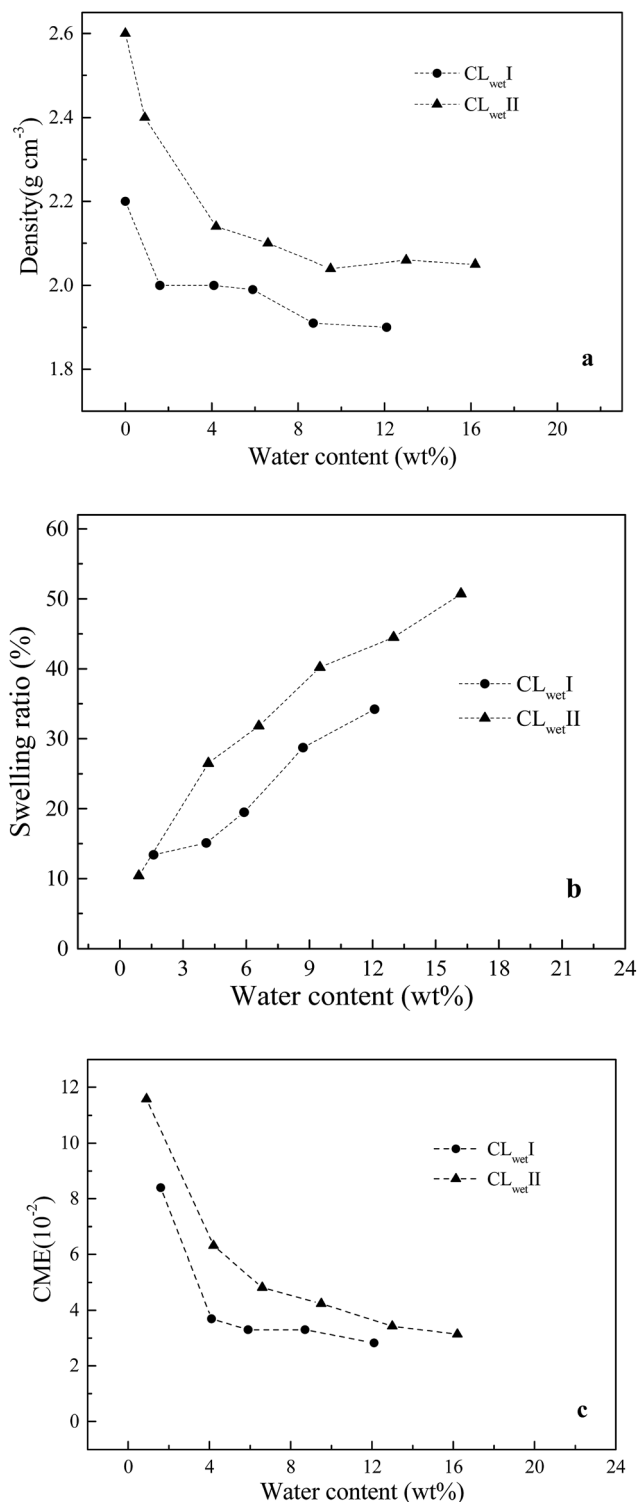 2.6
2.4
2.2
2.0
1.8
Density(g cm-3)
CLwetI
CLwetII
a
0 4 8 12 16 20
Water content (wt%)
60
50
40
30
20
10
0
Swelling ratio (%)
CLwetI
CLwetII
b
0 3 6 9 12 15 18 21 24
Water content (wt%)
12
10
8
6
4
2
0
CME(10-2)
CLwetI
CLwetII
c
0 4 8 12 16 20 24
Water content (wt%)